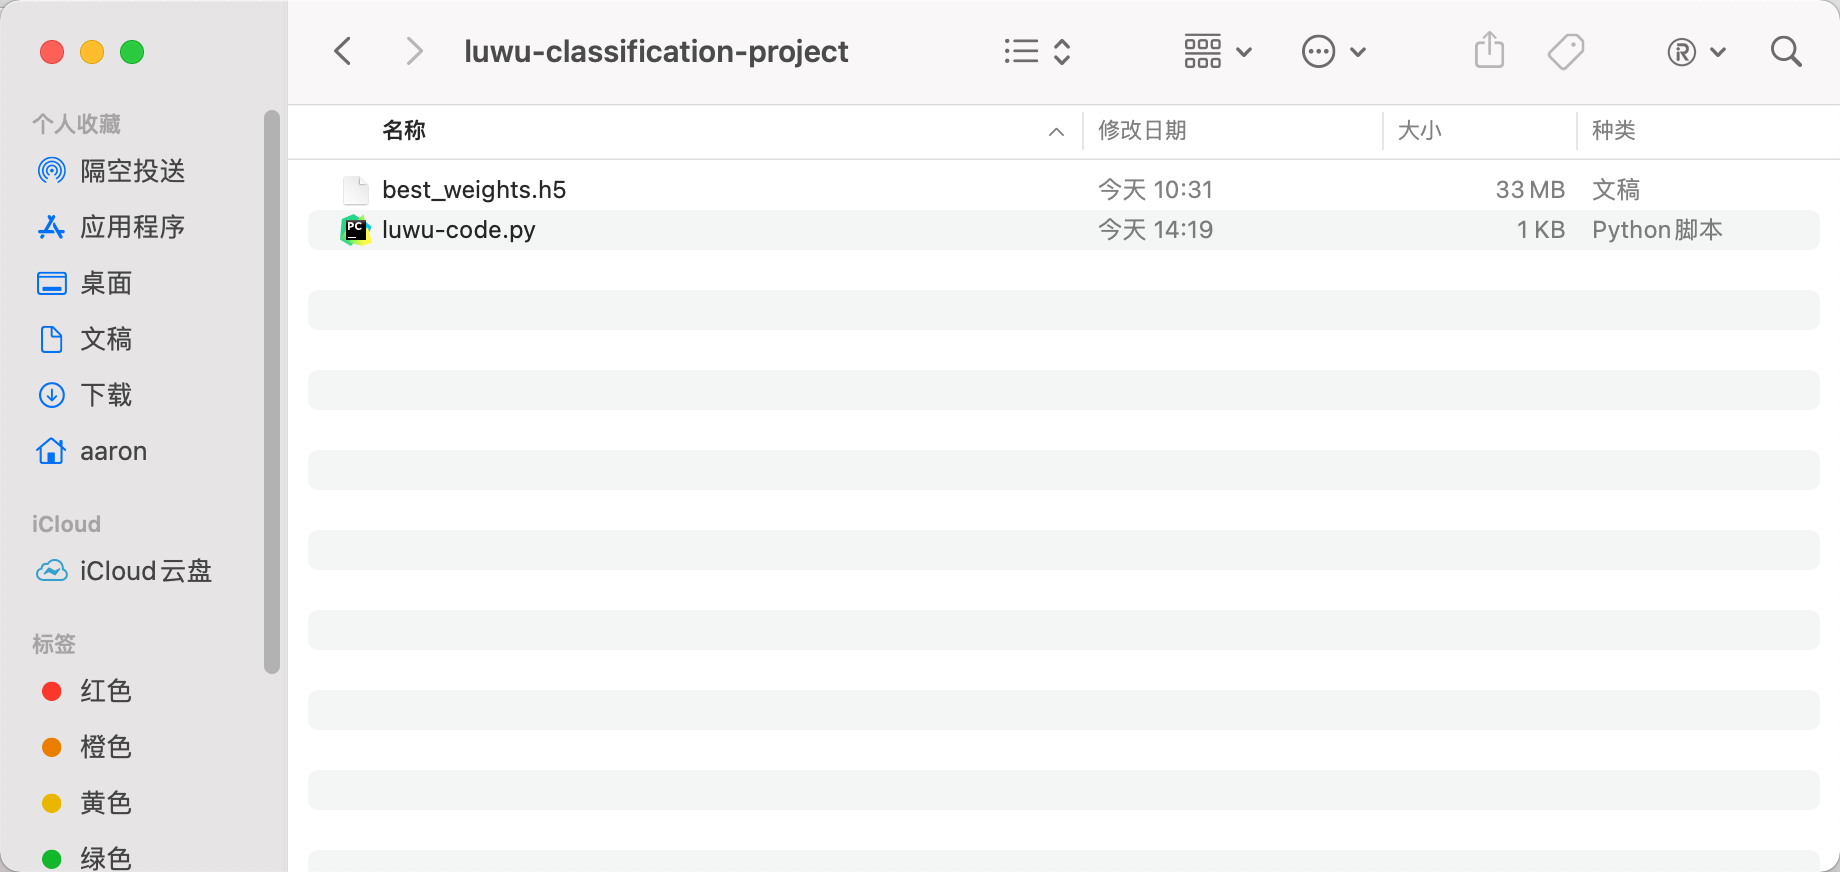 luwu-classification-project
个人收藏
隔空投送
应用程序
桌面
文稿
下载
aaron
iCloud
iCloud云盘
标签
红色
橙色
黄色
绿色
名称 修改日期 大小 种类
best_weights.h5 今天 10:31 33 MB 文稿
PC luwu-code.py 今天 14:19 1 KB Python脚本